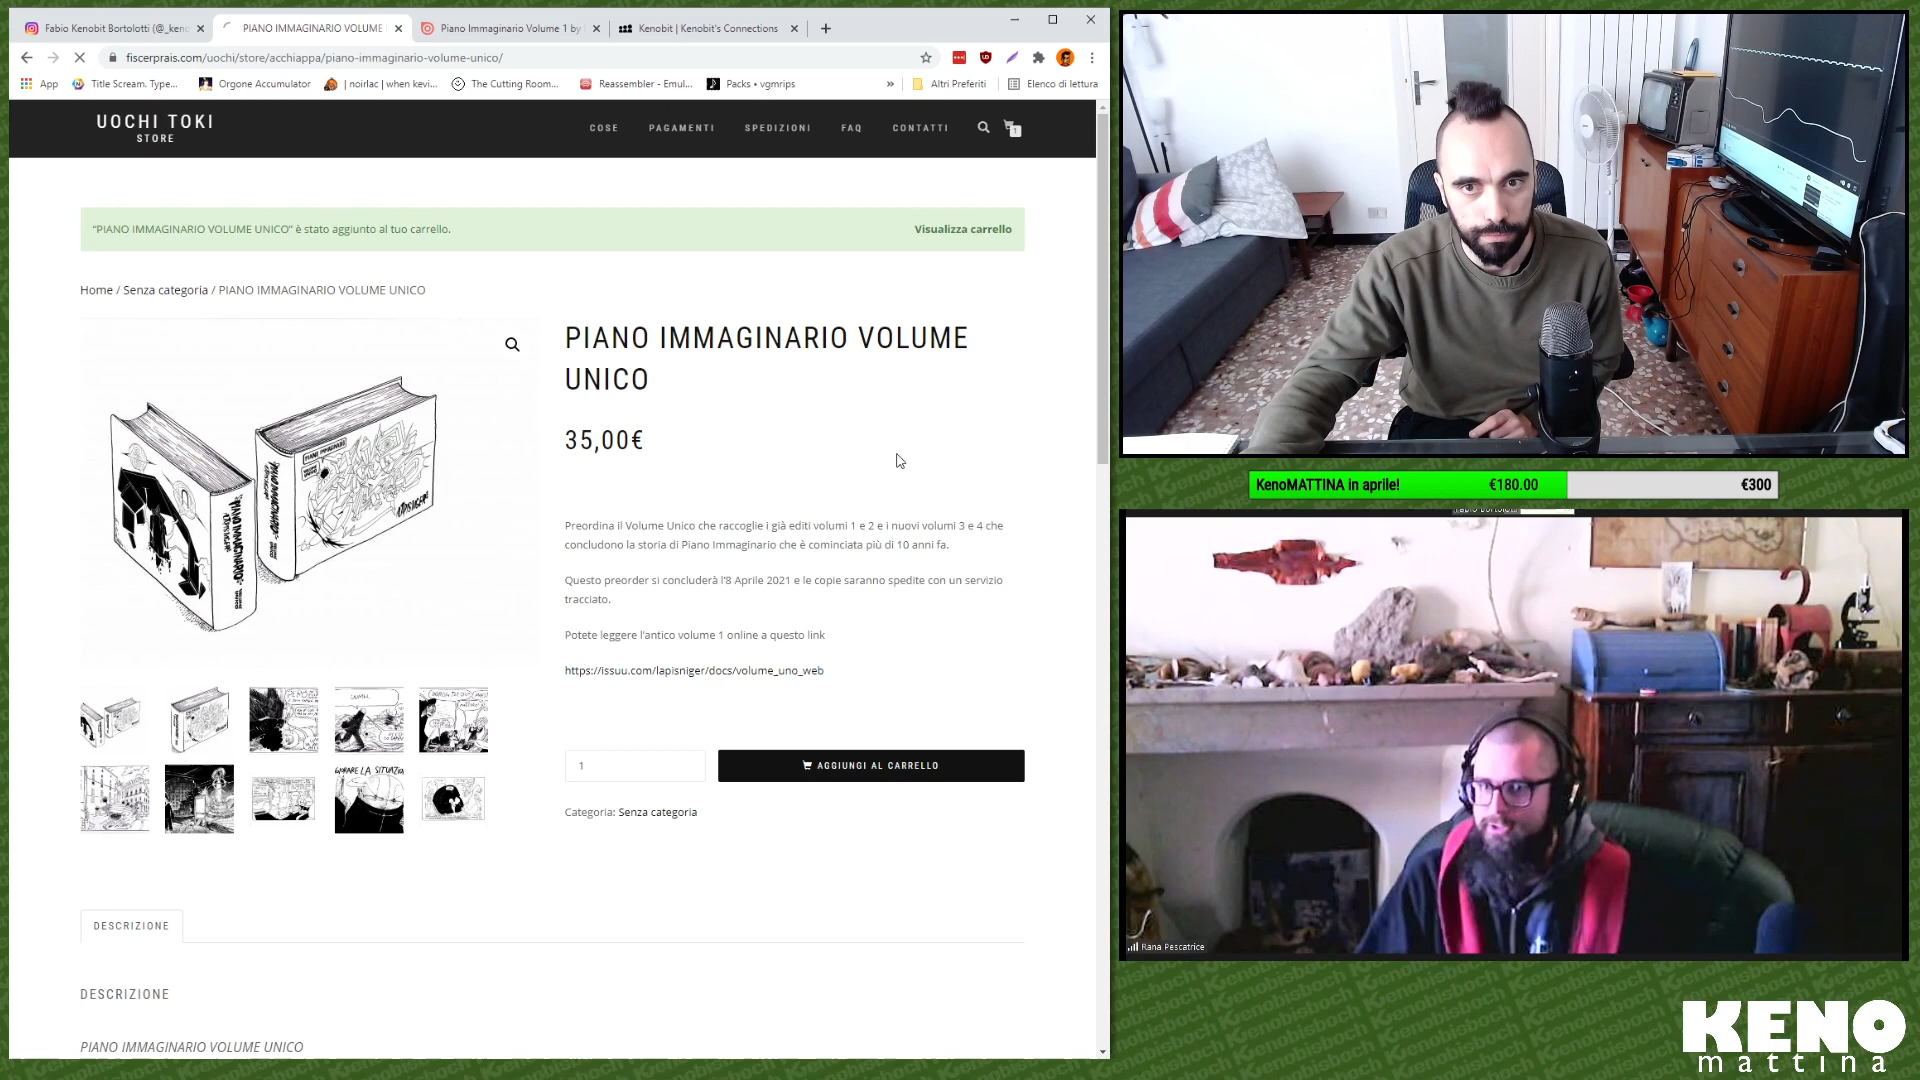 Fabio Kenobit Bortolotti (@_keno
PIANO IMMAGINARIO VOLUME
Piano Immaginario Volume 1 by
Kenobit | Kenobit's Connections
fiscerprais.com/uochi/store/acchiappa/piano-immaginario-volume-unico/
App
Title Scream. Type...
Orgone Accumulator
| noirlac | when kevi...
The Cutting Room...
Reassembler - Emul...
Packs • vgmrips
»
Altri Preferiti
Elenco di lettura
UOCHI TOKI
STORE
COSE
PAGAMENTI
SPEDIZIONI
FAQ
CONTATTI
1
“PIANO IMMAGINARIO VOLUME UNICO” è stato aggiunto al tuo carrello.
Visualizza carrello
Home / Senza categoria / PIANO IMMAGINARIO VOLUME UNICO
PIANO IMMAGINARIO VOLUME
UNICO
35,00€
Preordina il Volume Unico che raccoglie i già editi volumi 1 e 2 e i nuovi volumi 3 e 4 che
concludono la storia di Piano Immaginario che è cominciata più di 10 anni fa.
Questo preorder si concluderà l'8 Aprile 2021 e le copie saranno spedite con un servizio
tracciato.
Potete leggere l'antico volume 1 online a questo link
https://issuu.com/lapisniger/docs/volume_uno_web
1
AGGIUNGI AL CARRELLO
Categoria: Senza categoria
DESCRIZIONE
DESCRIZIONE
PIANO IMMAGINARIO VOLUME UNICO
KenoMATTINA in aprile!
€180.00
€300
Rana Pescatrice
KENO
mattina